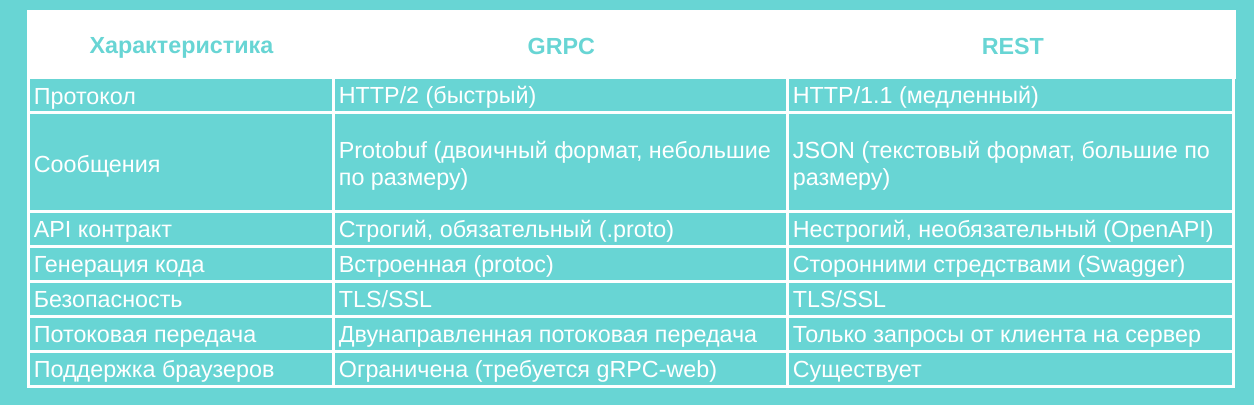 Характеристика GRPC REST
Протокол HTTP/2 (быстрый) HTTP/1.1 (медленный)
Сообщения Protobuf (двоичный формат, небольшие по размеру) JSON (текстовый формат, большие по размеру)
API контракт Строгий, обязательный (.proto) Нестрогий, необязательный (OpenAPI)
Генерация кода Встроенная (protoc) Сторонними стредствами (Swagger)
Безопасность TLS/SSL TLS/SSL
Потоковая передача Двунаправленная потоковая передача Только запросы от клиента на сервер
Поддержка браузеров Ограничена (требуется gRPC-web) Существует